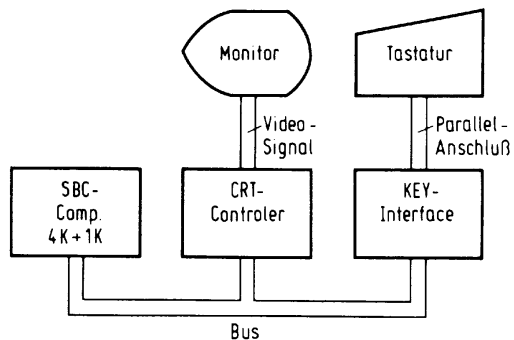 Monitor
Tastatur
Video-
Signal
Parallel-
Anschluß
SBC-
Comp.
4K+1K
CRT-
Controler
KEY-
Interface
Bus